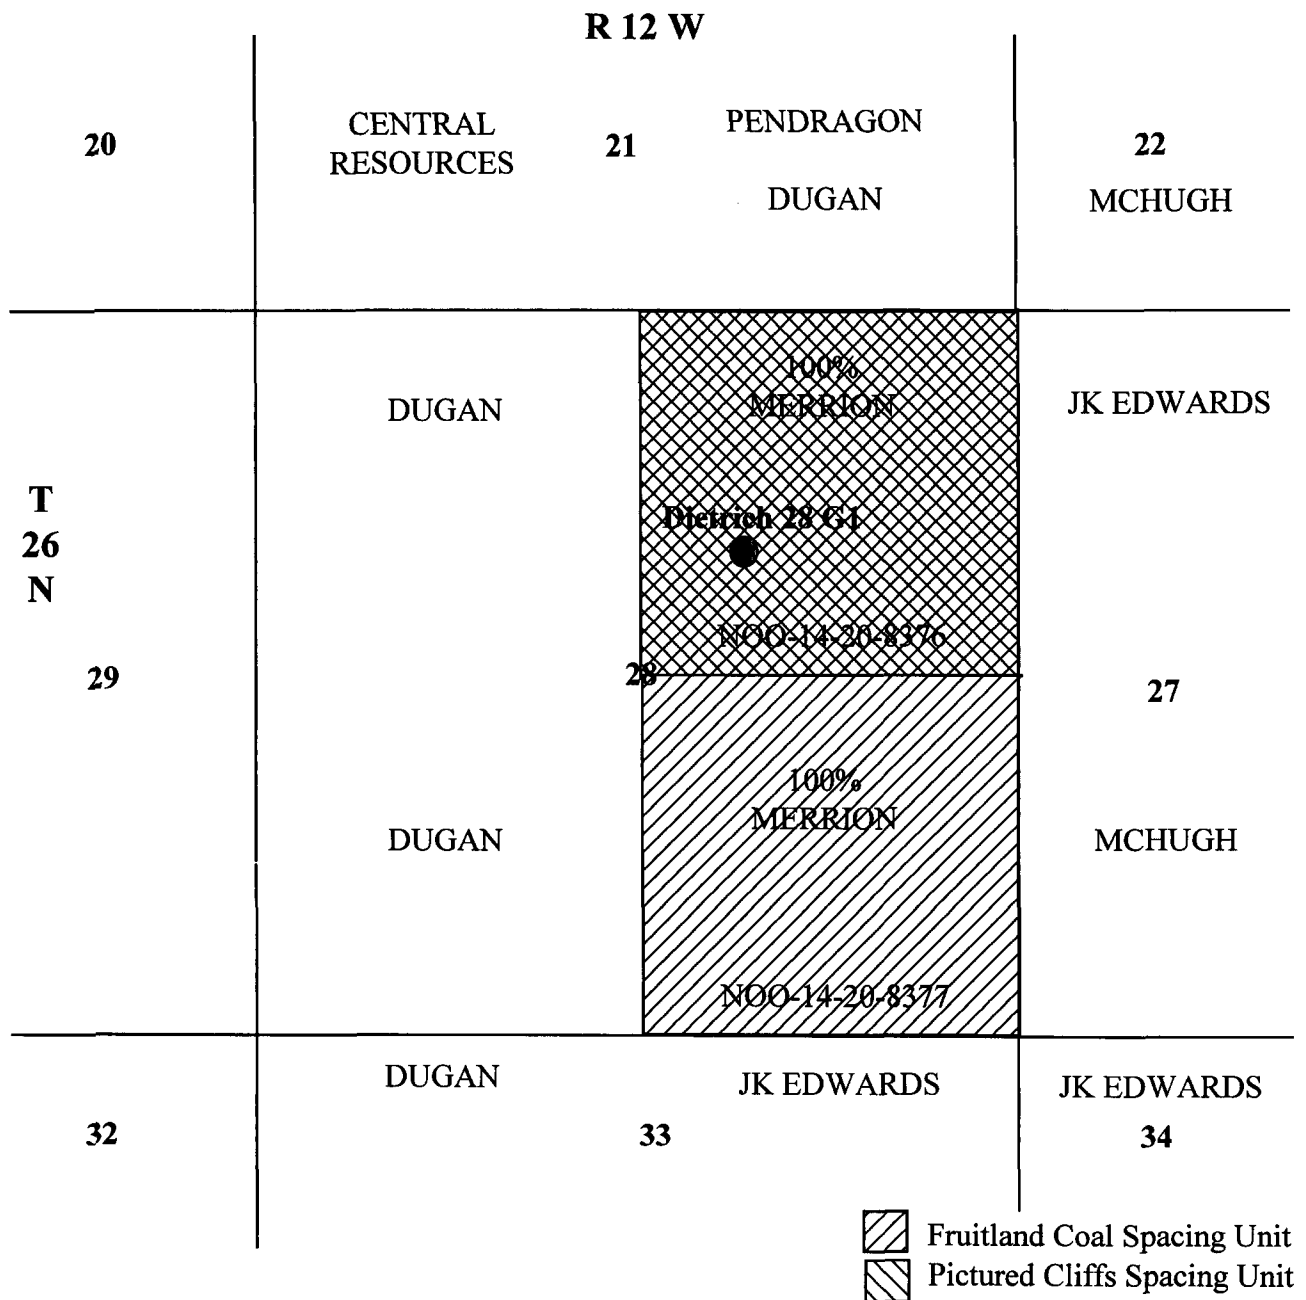 R 12 W
20
CENTRAL
RESOURCES
21
PENDRAGON
DUGAN
22
MCHUGH
DUGAN
100%
MERRION
JK EDWARDS
T
26
N
Dietrich 28 G1
NOO-14-20-8376
29
28
27
100%
MERRION
DUGAN
MCHUGH
NOO-14-20-8377
DUGAN
JK EDWARDS
JK EDWARDS
32
33
34
Fruitland Coal Spacing Unit
Pictured Cliffs Spacing Unit